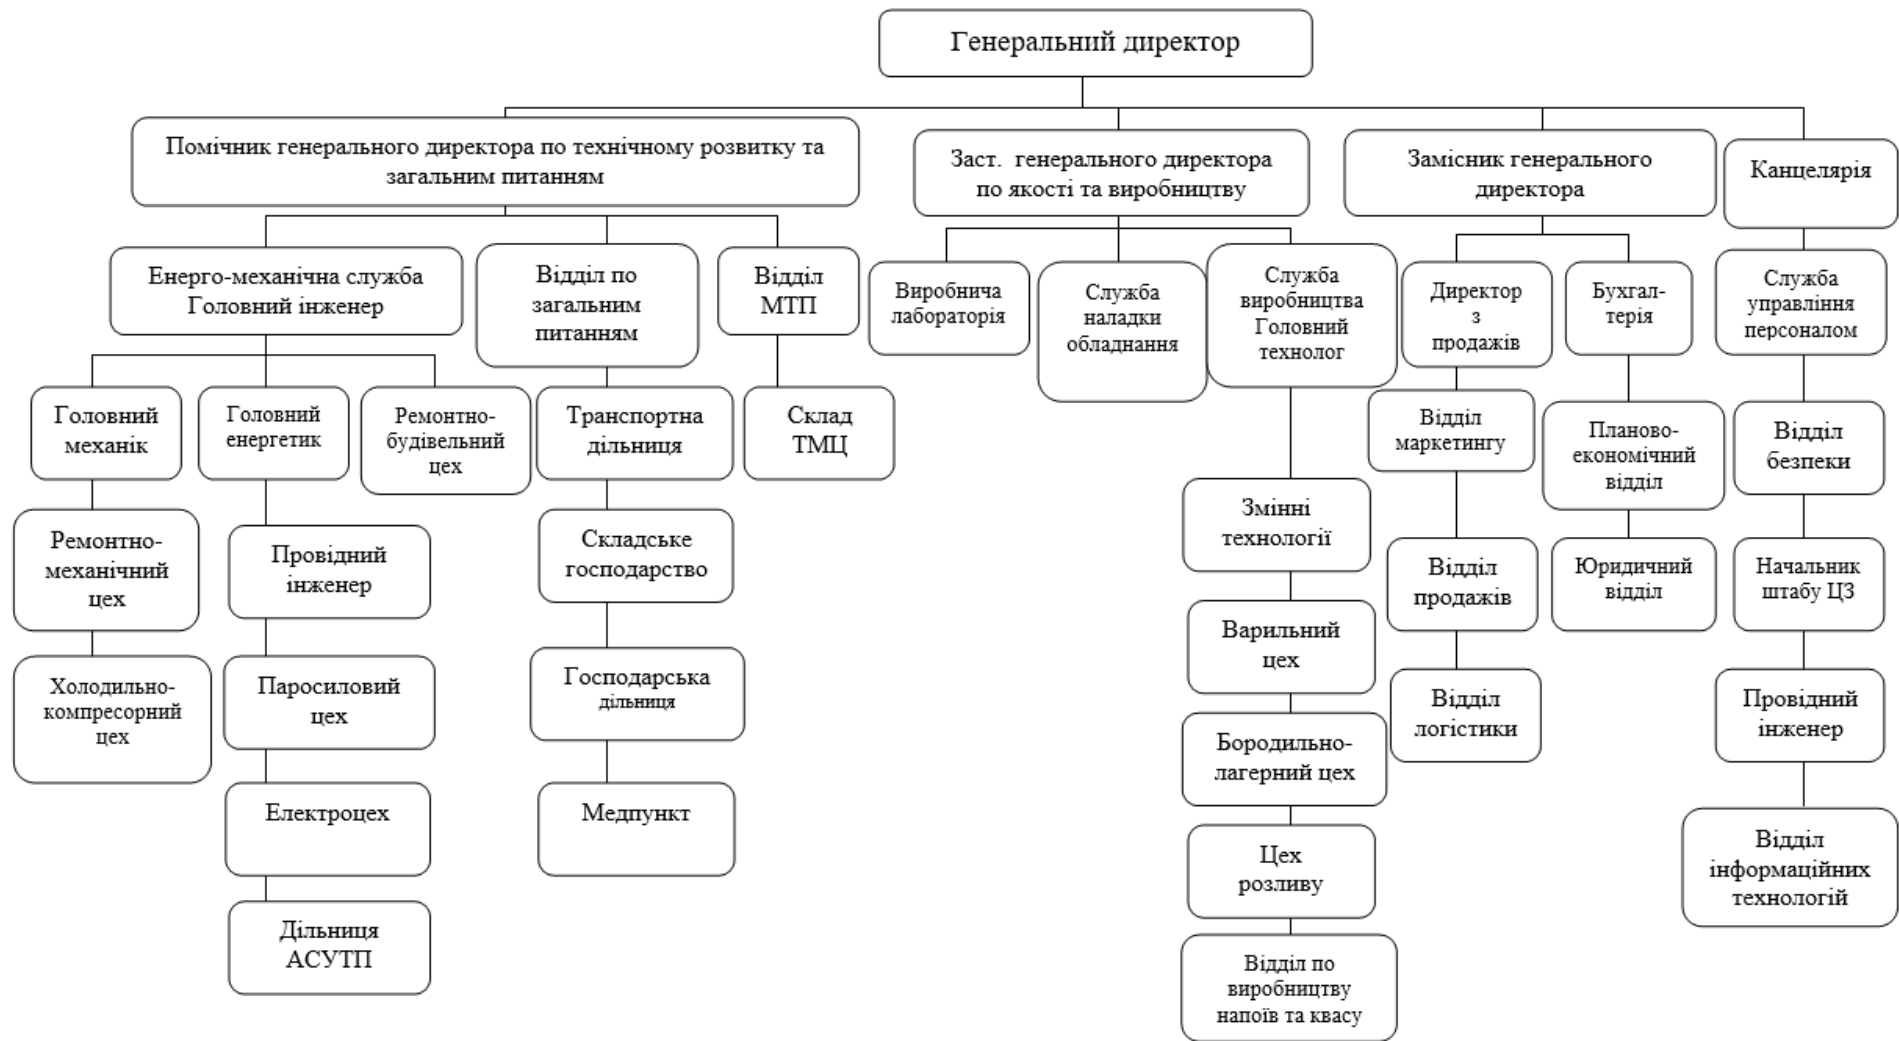 Генеральний директор
Помічник генерального директора по технічному розвитку та
загальним питанням
Заст. генерального директора
по якості та виробництву
Замісник генерального
директора
Канцелярія
Енерго-механічна служба
Головний інженер
Відділ по
загальним
питанням
Відділ
МТП
Виробнича
лабораторія
Служба
наладки
обладнання
Служба
виробництва
Головний
технолог
Директор
з
продажів
Бухгал-
терія
Служба
управління
персоналом
Головний
механік
Головний
енергетик
Ремонтно-
будівельний
цех
Транспортна
дільниця
Склад
ТМЦ
Відділ
маркетингу
Планово-
економічний
відділ
Відділ
безпеки
Ремонтно-
механічний
цех
Провідний
інженер
Складське
господарство
Змінні
технології
Відділ
продажів
Юридичний
відділ
Начальник
штабу ЦЗ
Холодильно-
компресорний
цех
Паросиловий
цех
Господарська
дільниця
Варильний
цех
Відділ
логістики
Провідний
інженер
Бородильно-
лагерний цех
Електроцех
Медпункт
Цех
розливу
Відділ
інформаційних
технологій
Дільниця
АСУТП
Відділ по
виробництву
напоїв та квасу